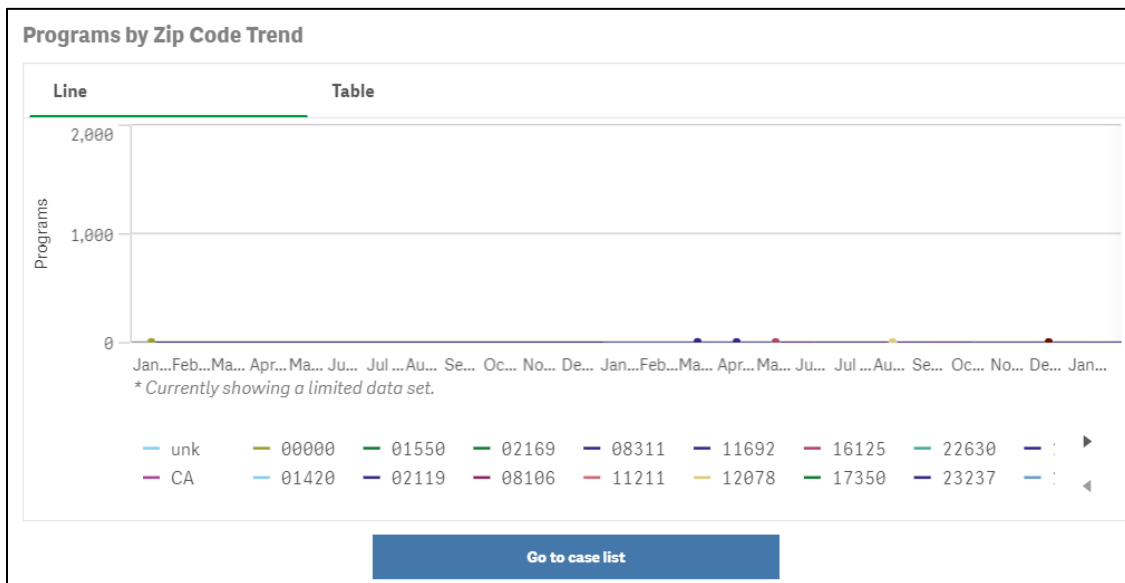 Programs by Zip Code Trend
Line Table
2,000
Programs
1,000
0
Jan... Feb... Ma... Apr... Ma... Ju... Jul ... Au... Se... Oc... No... De... Jan... Feb... Ma... Apr... Ma... Ju... Jul ... Au... Se... Oc... No... De... Jan...
* Currently showing a limited data set.
unk 00000 01550 02169 08311 11692 16125 22630
CA 01420 02119 08106 11211 12078 17350 23237
Go to case list